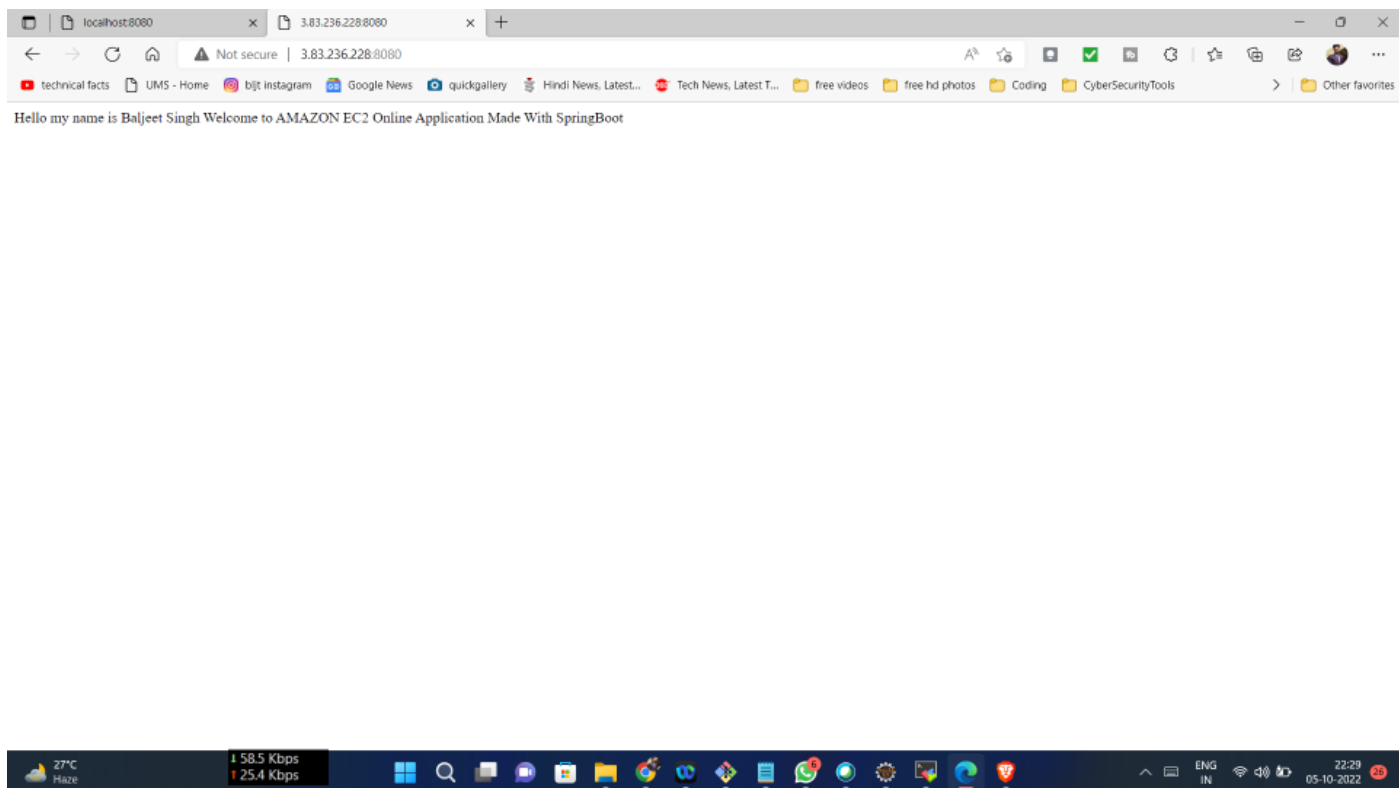 localhost:8080
3.83.236.228:8080
Not secure | 3.83.236.228:8080
technical facts UMS - Home bljt instagram Google News quickgallery Hindi News, Latest... Tech News, Latest T... free videos free hd photos Coding CyberSecurityTools Other favorites
Hello my name is Baljeet Singh Welcome to AMAZON EC2 Online Application Made With SpringBoot
27°C
Haze
58.5 Kbps
25.4 Kbps
6
ENG
IN
22:29
05-10-2022
26